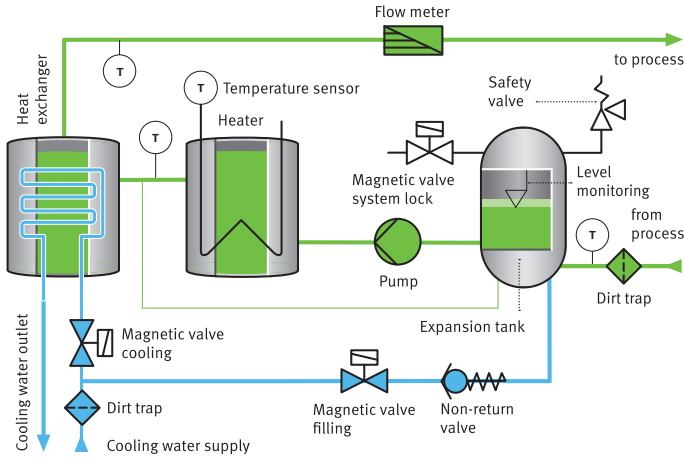 Flow meter
to process
Heat
exchanger
T
T
Temperature sensor
Safety
valve
Heater
T
Magnetic valve
system lock
Level
monitoring
from
process
T
Pump
Dirt trap
Expansion tank
Cooling water outlet
Magnetic valve
cooling
Dirt trap
Magnetic valve
filling
Non-return
valve
Cooling water supply